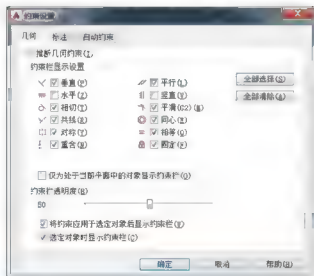 约束设置
几何 标注 自动约束
推断几何约束(I)
约束栏显示设置
垂直(P) 平行(L)
水平(Z) 竖直(V)
相切(T) 平滑(G2)(M)
共线(R) 同心(E)
对称(Y) 相等(Q)
重合(N) 固定(F)
全部选择(S)
全部清除(A)
仅为处于当前平面中的对象显示约束栏(O)
约束栏透明度(B)
50
将约束应用于选定对象后显示约束栏(W)
选定对象时显示约束栏(C)
确定 取消 帮助(H)